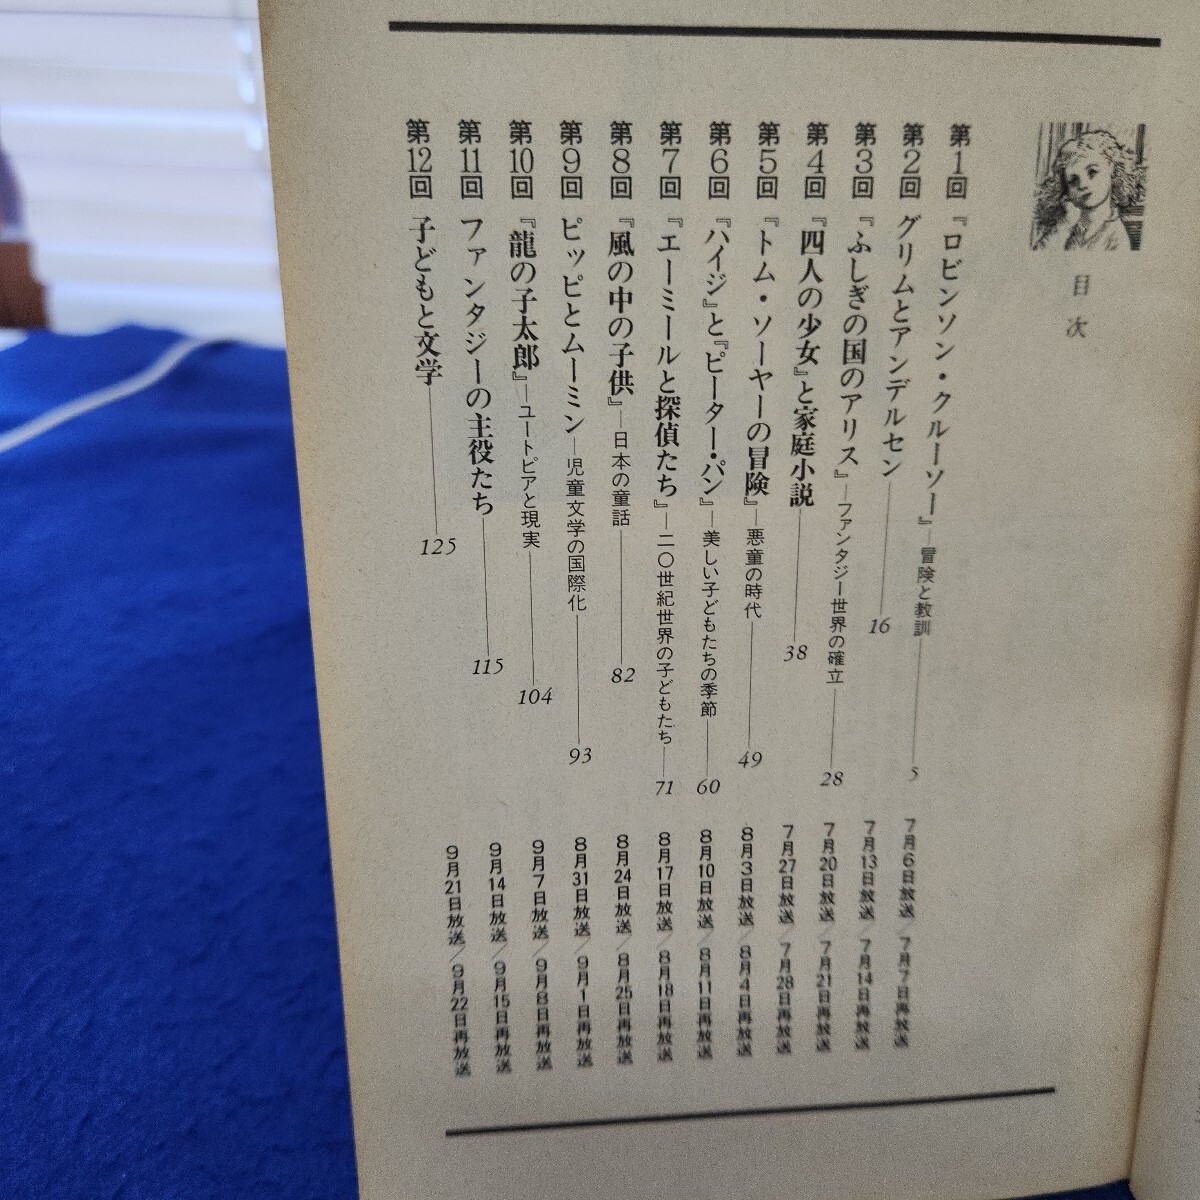 目次
第1回 『ロビンソン・クルーソー』—冒険と教訓 5 7月6日放送／7月7日再放送
第2回 グリムとアンデルセン 16 7月13日放送／7月14日再放送
第3回 『ふしぎの国のアリス』—ファンタジー世界の確立 28 7月20日放送／7月21日再放送
第4回 『四人の少女』と家庭小説 38 7月27日放送／7月28日再放送
第5回 『トム・ソーヤーの冒険』—悪童の時代 49 8月3日放送／8月4日再放送
第6回 『ハイジ』と『ピーター・パン』—美しい子どもたちの季節 60 8月10日放送／8月11日再放送
第7回 『エーミールと探偵たち』—二〇世紀世界の子どもたち 71 8月17日放送／8月18日再放送
第8回 『風の中の子供』—日本の童話 82 8月24日放送／8月25日再放送
第9回 ピッピとムーミン—児童文学の国際化 93 8月31日放送／9月1日再放送
第10回 『龍の子太郎』—ユートピアと現実 104 9月7日放送／9月8日再放送
第11回 ファンタジーの主役たち 115 9月14日放送／9月15日再放送
第12回 子どもと文学 125 9月21日放送／9月22日再放送